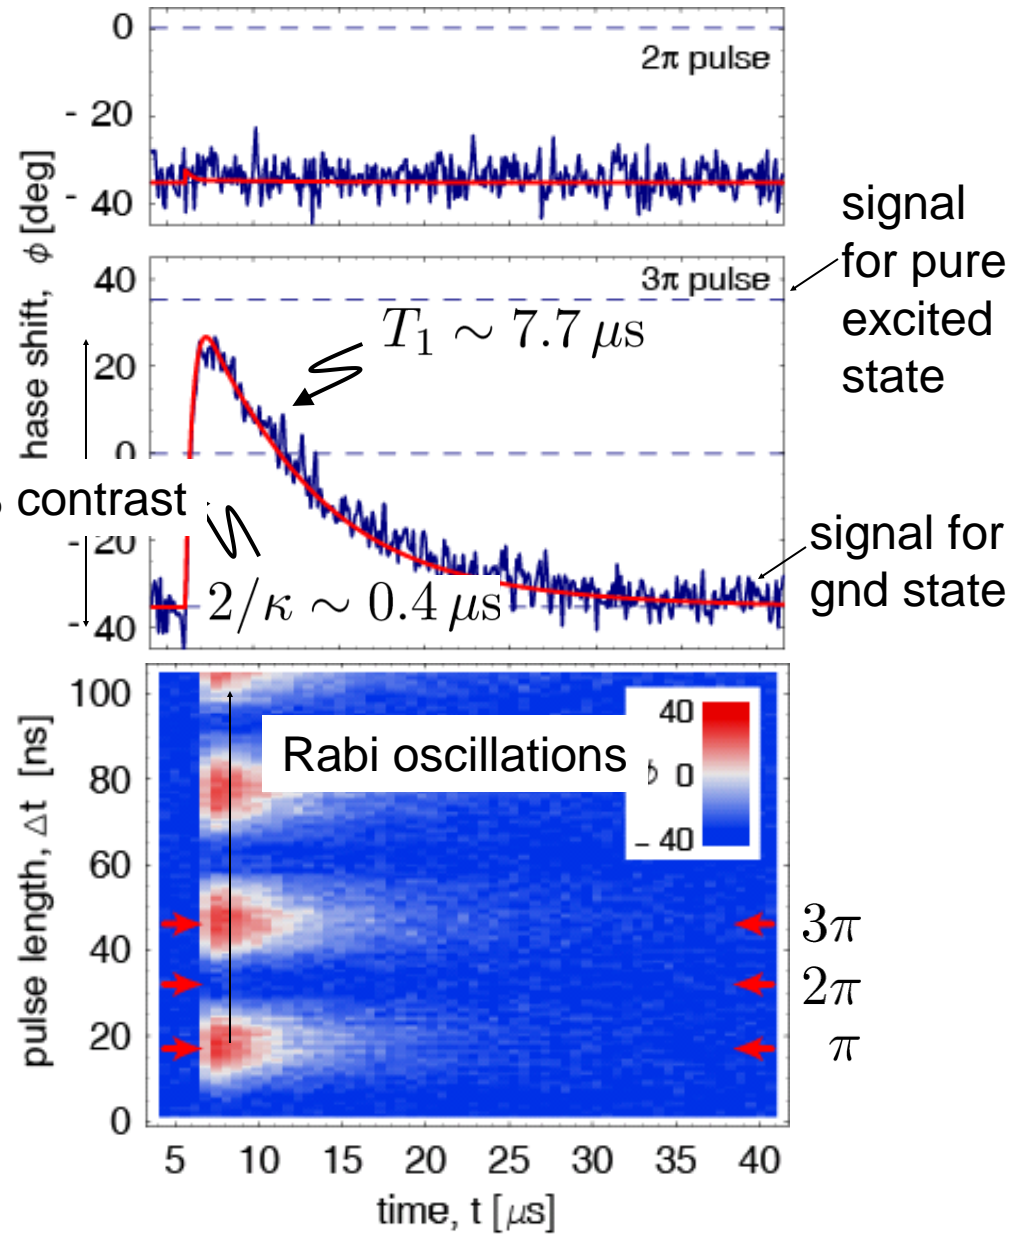 0
2π pulse
- 20
- 40
hase shift, ϕ [deg]
signal
for pure
excited
state
40
3π pulse
T₁ ∼ 7.7 μs
20
0
contrast
- 20
signal for
gnd state
2/κ ∼ 0.4 μs
- 40
100
40
Rabi oscillations
0
80
- 40
pulse length, Δt [ns]
60
3π
40
2π
20
π
0
5 10 15 20 25 30 35 40
time, t [μs]